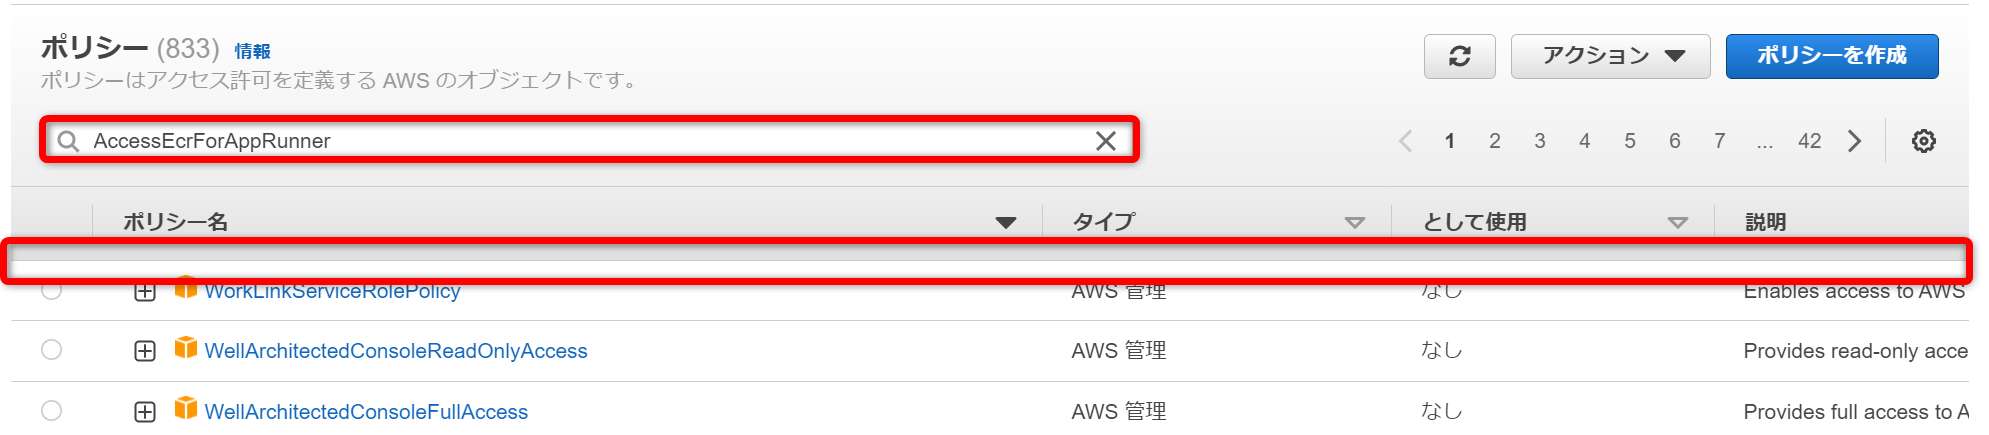 ポリシー (833) 情報
ポリシーはアクセス許可を定義する AWS のオブジェクトです。
アクション
ポリシーを作成
AccessEcrForAppRunner
1 2 3 4 5 6 7 ... 42
ポリシー名 タイプ として使用 説明
WorkLinkServiceRolePolicy AWS 管理 なし Enables access to AWS
WellArchitectedConsoleReadOnlyAccess AWS 管理 なし Provides read-only acce
WellArchitectedConsoleFullAccess AWS 管理 なし Provides full access to A